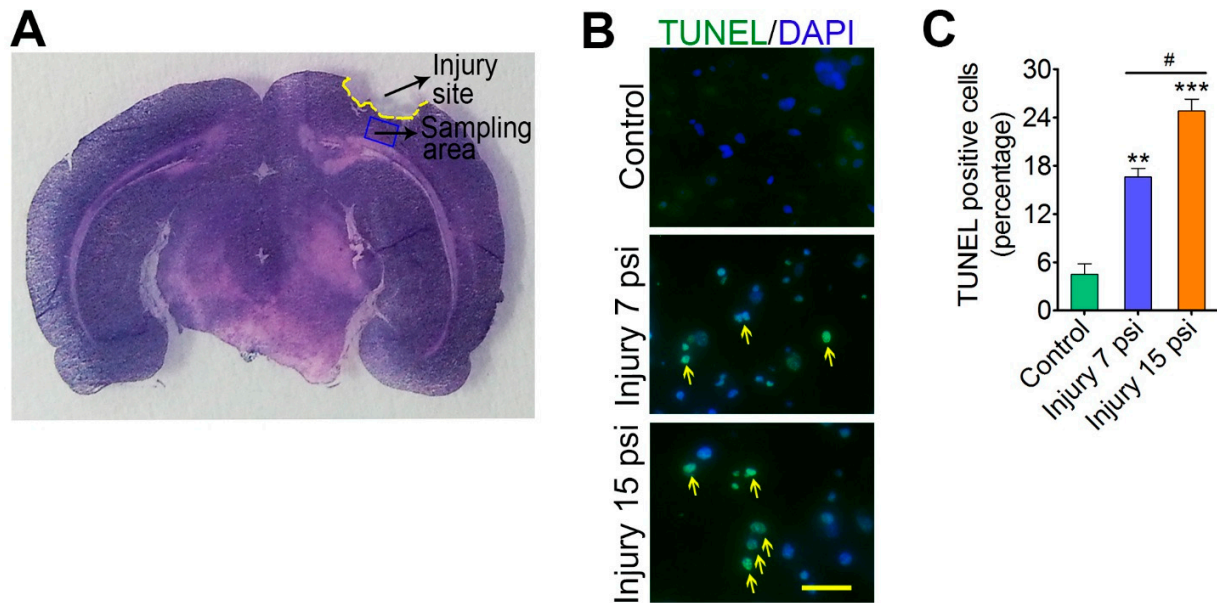 A
Injury
site
Sampling
area
B
TUNEL/DAPI
Control
Injury 7 psi
Injury 15 psi
C
TUNEL positive cells
(percentage)
30
24
18
12
6
0
#
**
***
Control
Injury 7 psi
Injury 15 psi